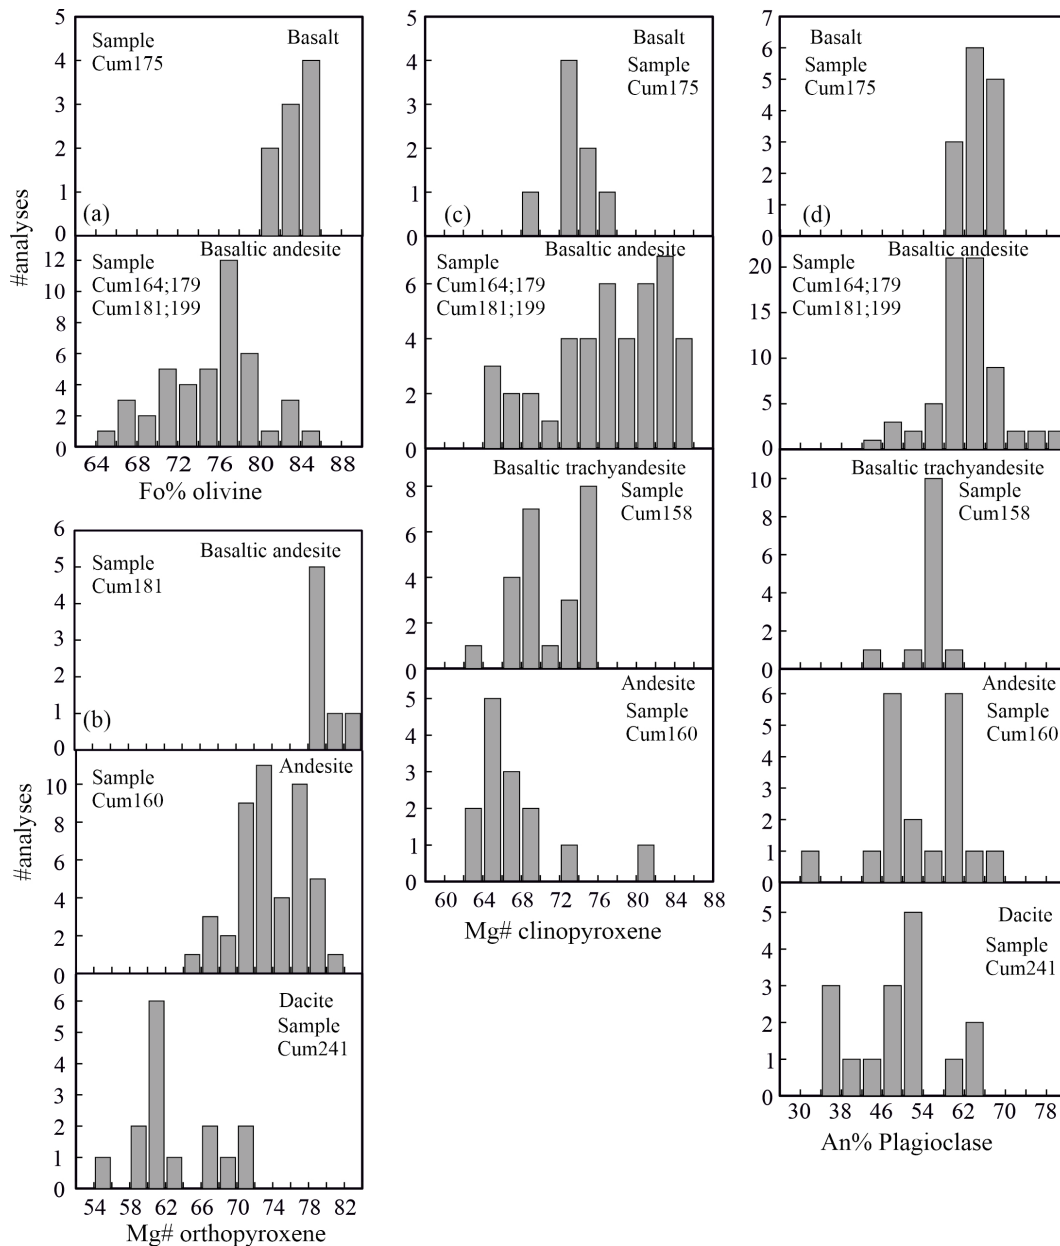 5
4
3
2
1
0
Sample
Cum175
Basalt
(a)
#analyses
12
10
8
6
4
2
0
Basaltic andesite
Sample
Cum164;179
Cum181;199
64 68 72 76 80 84 88
Fo% olivine
6
5
4
3
2
1
0
Basaltic andesite
Sample
Cum181
(b)
#analyses
10
8
6
4
2
0
Andesite
Sample
Cum160
6
5
4
3
2
1
0
Dacite
Sample
Cum241
54 58 62 66 70 74 78 82
Mg# orthopyroxene
5
4
3
2
1
0
Basalt
Sample
Cum175
(c)
6
4
2
0
Basaltic andesite
Sample
Cum164;179
Cum181;199
8
6
4
2
0
Basaltic trachyandesite
Sample
Cum158
5
4
3
2
1
0
Andesite
Sample
Cum160
60 64 68 72 76 80 84 88
Mg# clinopyroxene
7
6
5
4
3
2
1
0
Basalt
Sample
Cum175
(d)
20
15
10
5
0
Basaltic andesite
Sample
Cum164;179
Cum181;199
10
8
6
4
2
0
Basaltic trachyandesite
Sample
Cum158
6
5
4
3
2
1
0
Andesite
Sample
Cum160
5
4
3
2
1
0
Dacite
Sample
Cum241
30 38 46 54 62 70 78
An% Plagioclase